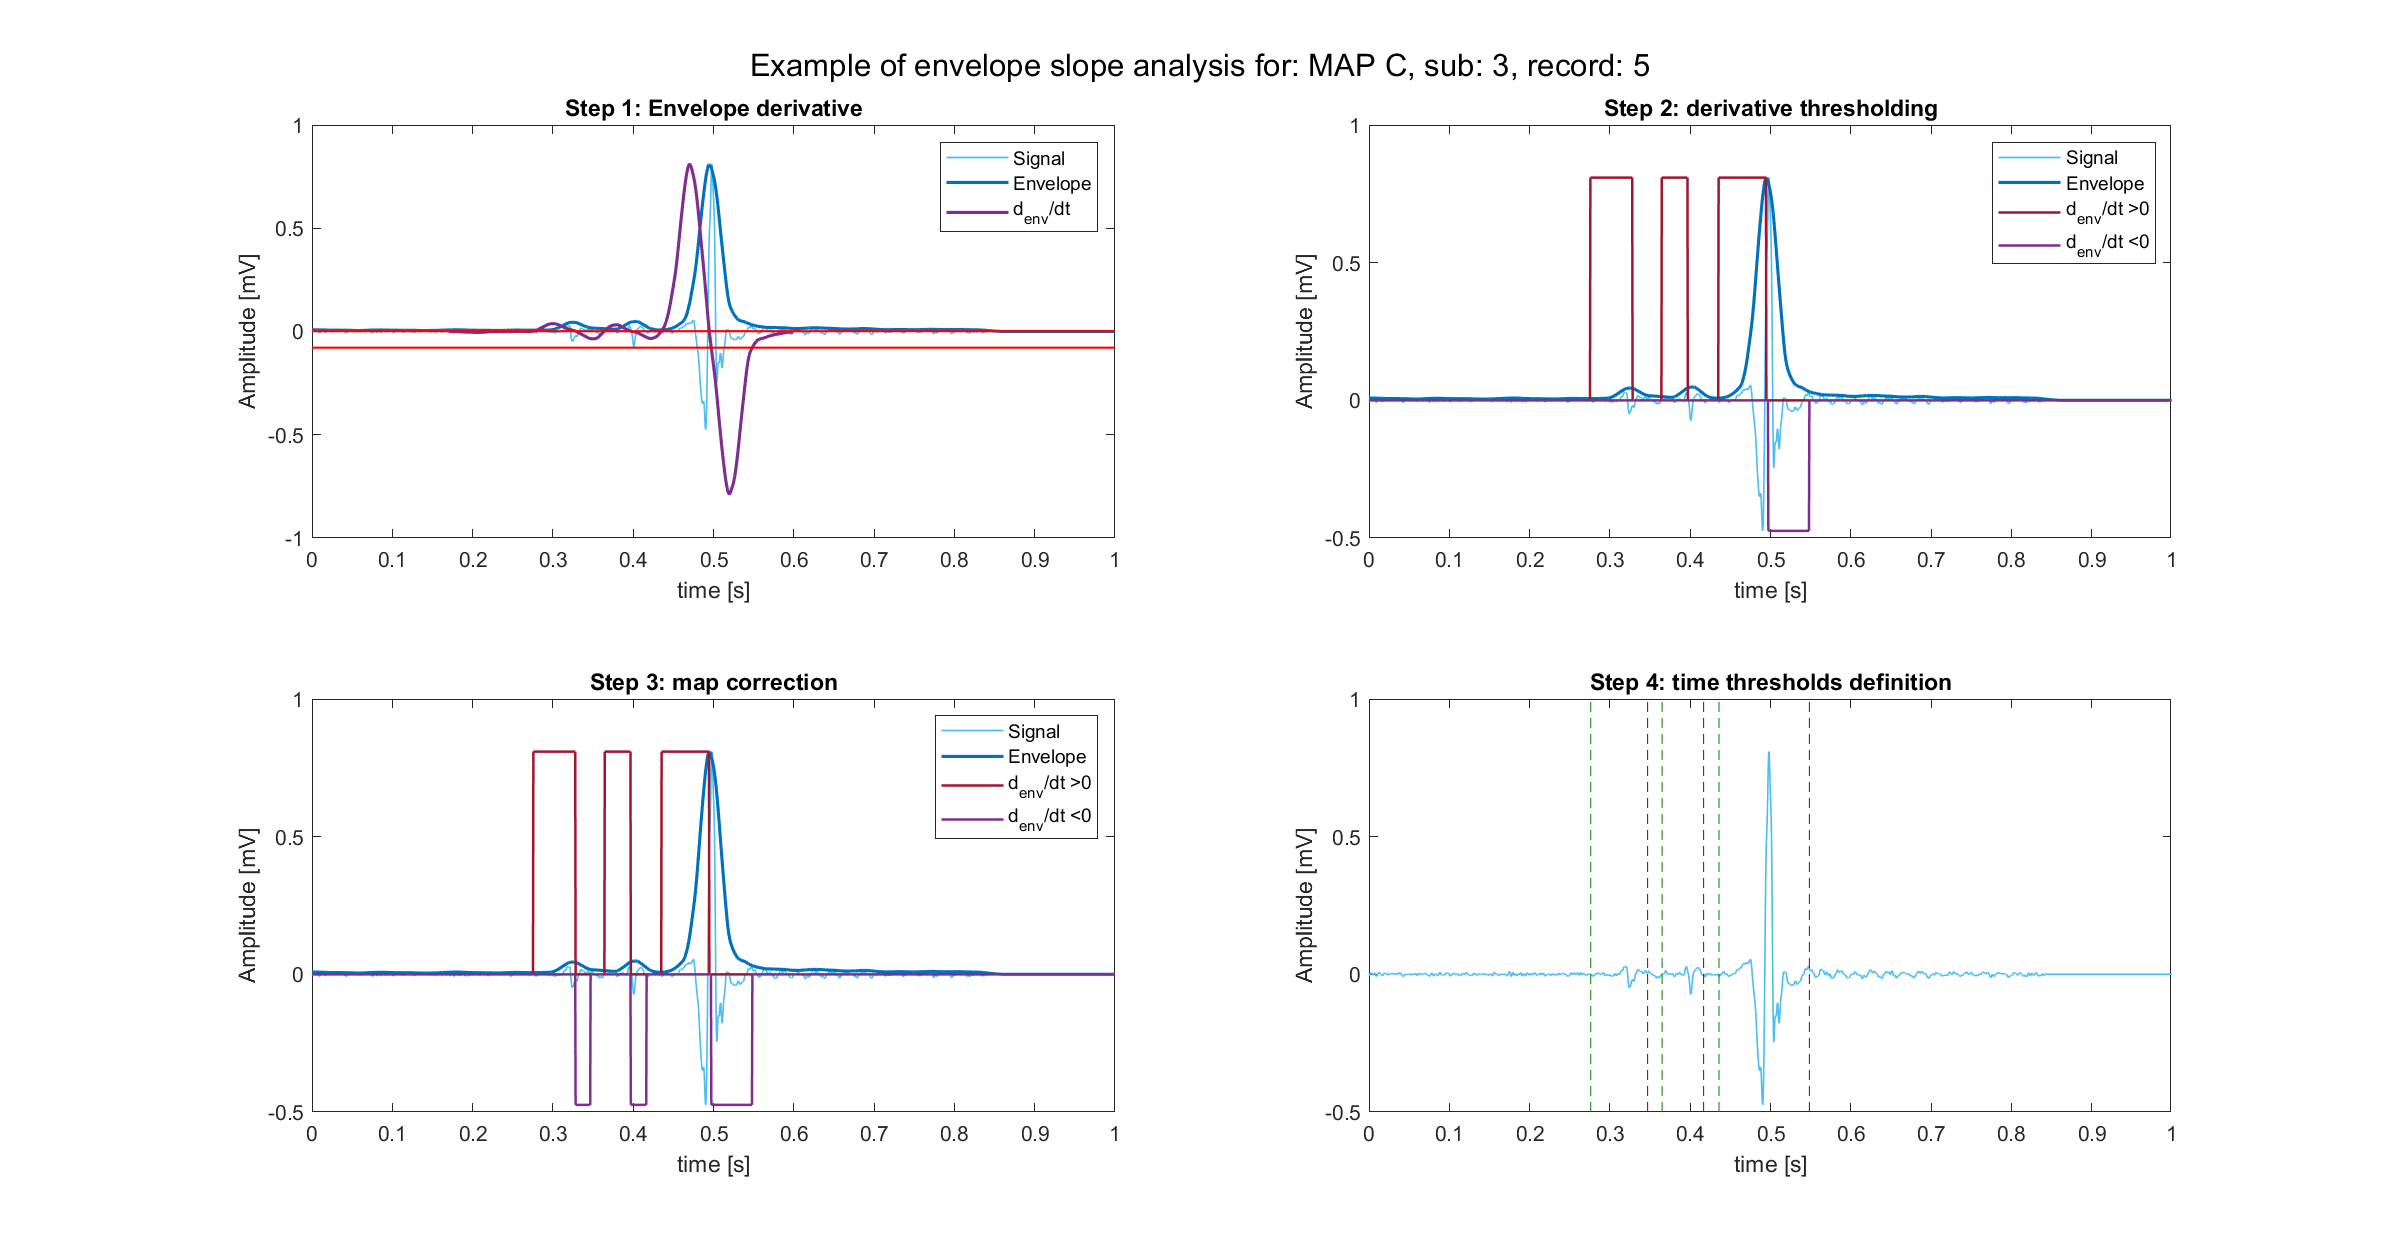 Example of envelope slope analysis for: MAP C, sub: 3, record: 5
Step 1: Envelope derivative
1
0.5
0
-0.5
-1
Amplitude [mV]
0 0.1 0.2 0.3 0.4 0.5 0.6 0.7 0.8 0.9 1
time [s]
Signal
Envelope
d_env/dt
Step 2: derivative thresholding
1
0.5
0
-0.5
Amplitude [mV]
0 0.1 0.2 0.3 0.4 0.5 0.6 0.7 0.8 0.9 1
time [s]
Signal
Envelope
d_env/dt >0
d_env/dt <0
Step 3: map correction
1
0.5
0
-0.5
Amplitude [mV]
0 0.1 0.2 0.3 0.4 0.5 0.6 0.7 0.8 0.9 1
time [s]
Signal
Envelope
d_env/dt >0
d_env/dt <0
Step 4: time thresholds definition
1
0.5
0
-0.5
Amplitude [mV]
0 0.1 0.2 0.3 0.4 0.5 0.6 0.7 0.8 0.9 1
time [s]